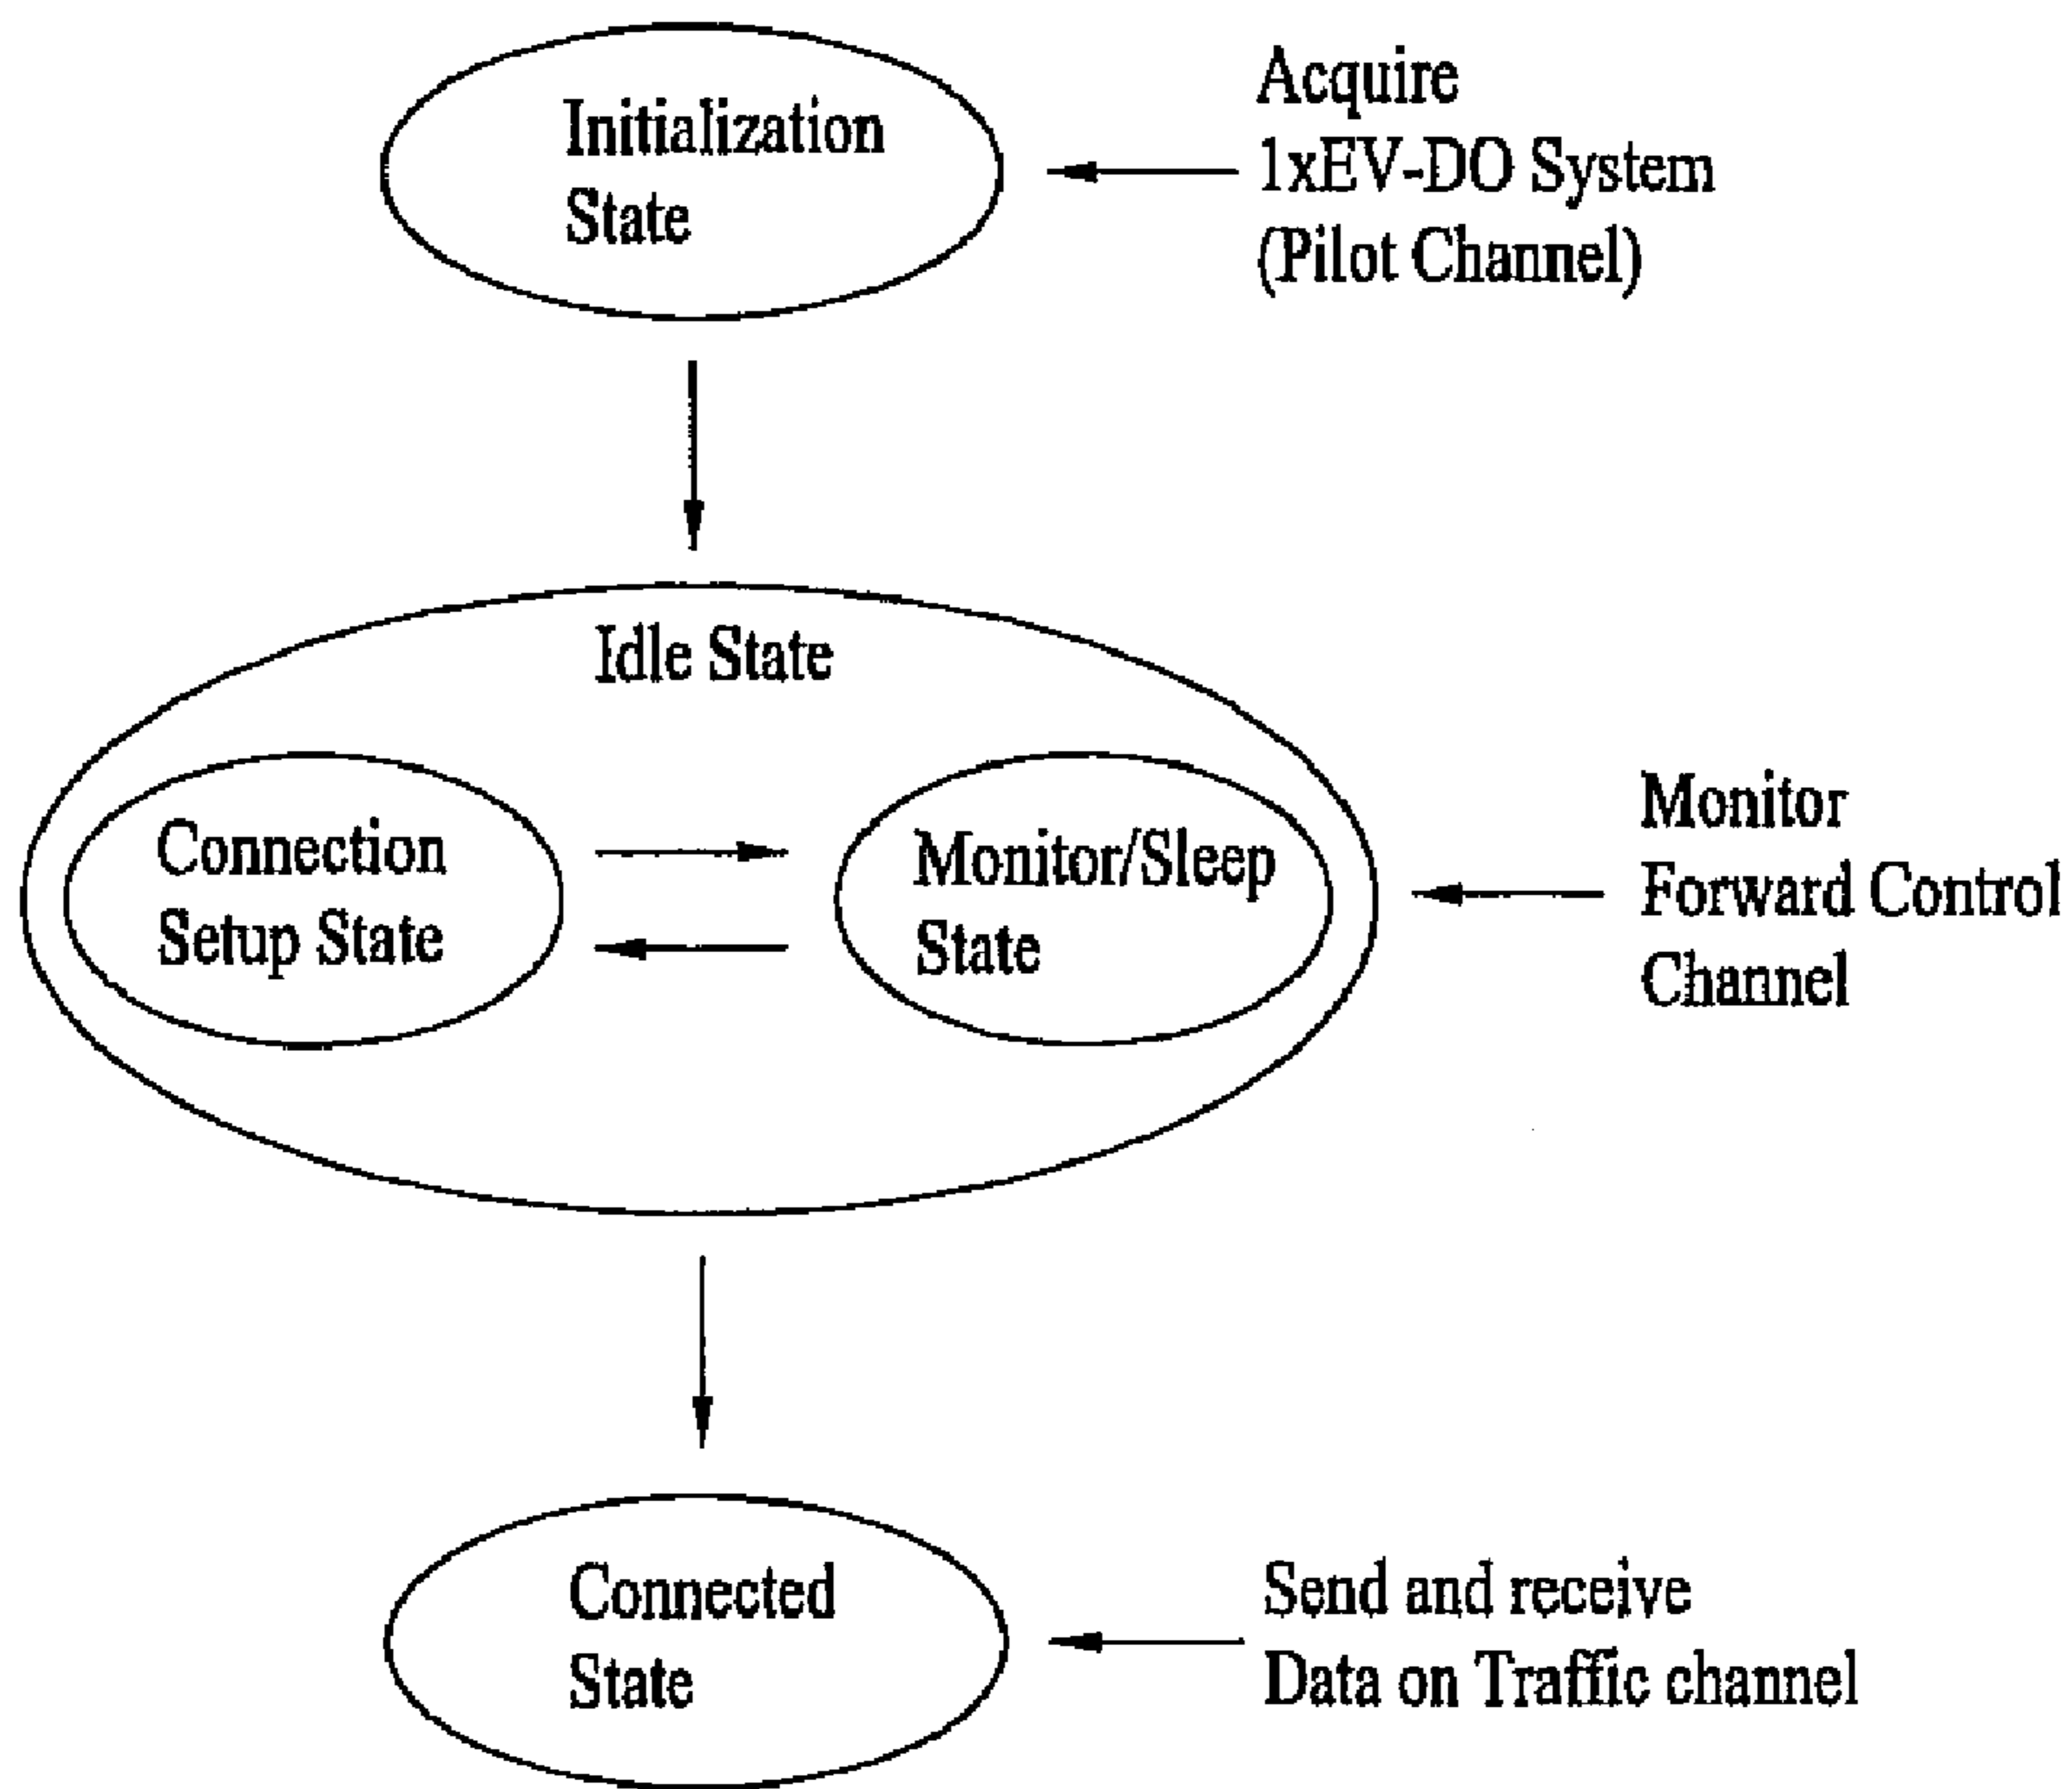 Initialization
State
Acquire
1xEV-DO System
(Pilot Channel)
Idle State
Connection
Setup State
Monitor/Sleep
State
Monitor
Forward Control
Channel
Connected
State
Send and receive
Data on Traffic channel